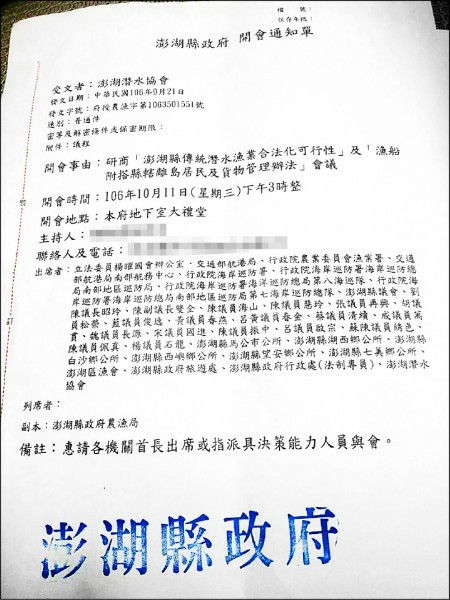 檔　　號：
保存年限：
澎湖縣政府 開會通知單
受文者：澎湖潛水協會
發文日期：中華民國106年9月21日
發文字號：府授農漁字第1063501551號
速別：普通件
密等及解密條件或保密期限：
附件：議程
開會事由：研商「澎湖縣傳統潛水漁業合法化可行性」及「漁船
附搭縣轄離島居民及貨物管理辦法」會議
開會時間：106年10月11日(星期三)下午3時整
開會地點：本府地下室大禮堂
主持人：
聯絡人及電話：
出席者：立法委員楊曜國會辦公室、交通部航港局、行政院農業委員會漁業署、交通
部航港局南部航務中心、行政院海岸巡防署、行政院海岸巡防署海岸巡防總
局南部地區巡防局、行政院海岸巡防署海洋巡防總局第八海巡隊、行政院海
岸巡防署海岸巡防總局南部地區巡防局第七海岸巡防總隊、澎湖縣議會、劉
陳議長昭玲、陳副議長雙全、陳議員海山、陳議員慧玲、張議員再興、胡議
員松榮、藍議員俊逸、黃議員春燕、呂黃議員春金、蔡議員清續、成議員萬
貫、魏議員長源、宋議員國進、陳議員振中、呂議員啟宗、蘇陳議員綉色、
陳議員佩真、楊議員石龍、澎湖縣馬公市公所、澎湖縣湖西鄉公所、澎湖縣
白沙鄉公所、澎湖縣西嶼鄉公所、澎湖縣望安鄉公所、澎湖縣七美鄉公所、
澎湖區漁會、澎湖縣政府旅遊處、澎湖縣政府行政處(法制專員)、澎湖潛水
協會
列席者：
副本：澎湖縣政府農漁局
備註：惠請各機關首長出席或指派具決策能力人員與會。
澎湖縣政府